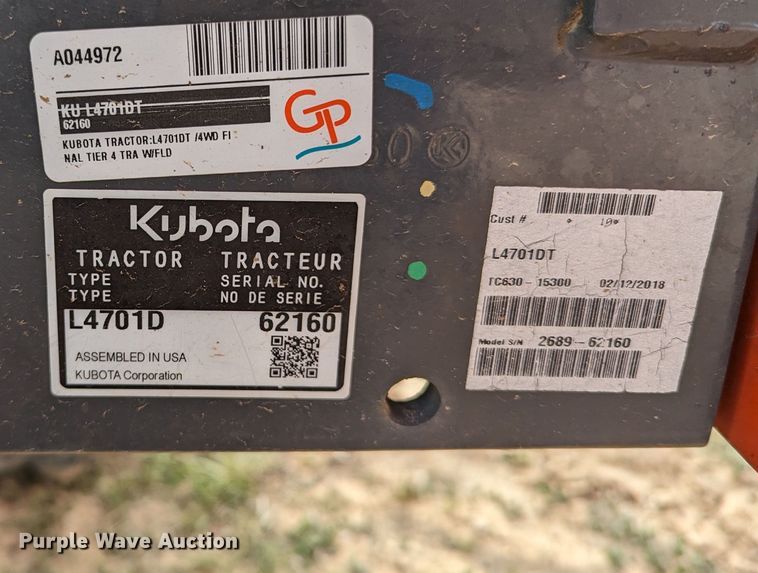 A044972
KU L4701DT
62160
KUBOTA TRACTOR:L4701DT /4WD FI
NAL TIER 4 TRA W/FLD
GP
Kubota
TRACTOR TRACTEUR
TYPE SERIAL NO.
TYPE NO DE SERIE
L4701D 62160
ASSEMBLED IN USA
KUBOTA Corporation
Cust # * 10*
L4701DT
TC630-15300 02/12/2018
Model S/N 2689-62160
Purple Wave Auction